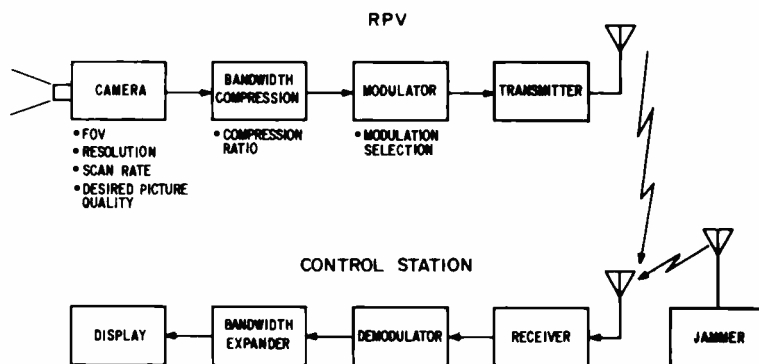 RPV
CAMERA
BANDWIDTH
COMPRESSION
MODULATOR
TRANSMITTER
• FOV
• RESOLUTION
• SCAN RATE
• DESIRED PICTURE
QUALITY
• COMPRESSION
RATIO
• MODULATION
SELECTION
CONTROL STATION
DISPLAY
BANDWIDTH
EXPANDER
DEMODULATOR
RECEIVER
JAMMER